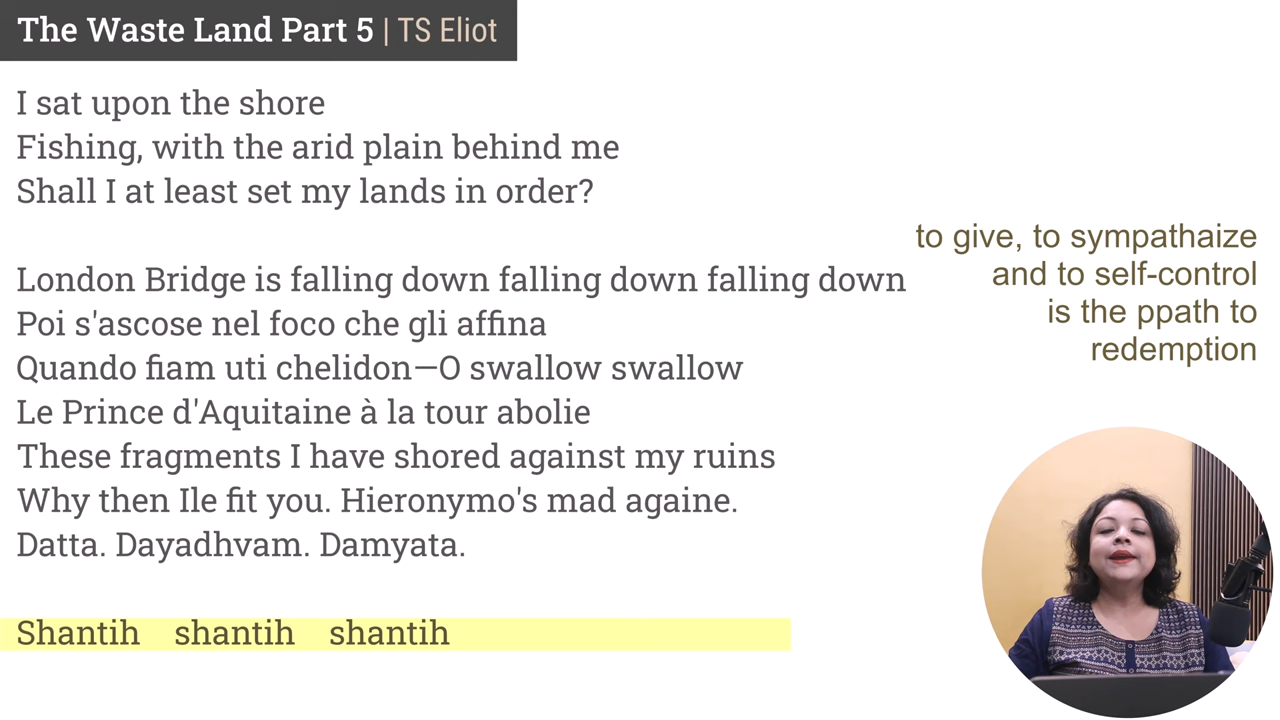 The Waste Land Part 5 | TS Eliot
I sat upon the shore
Fishing, with the arid plain behind me
Shall I at least set my lands in order?
London Bridge is falling down falling down falling down
Poi s'ascose nel foco che gli affina
Quando fiam uti chelidon—O swallow swallow
Le Prince d'Aquitaine à la tour abolie
These fragments I have shored against my ruins
Why then Ile fit you. Hieronymo's mad againe.
Datta. Dayadhvam. Damyata.
Shantih shantih shantih
to give, to sympathaize
and to self-control
is the ppath to
redemption